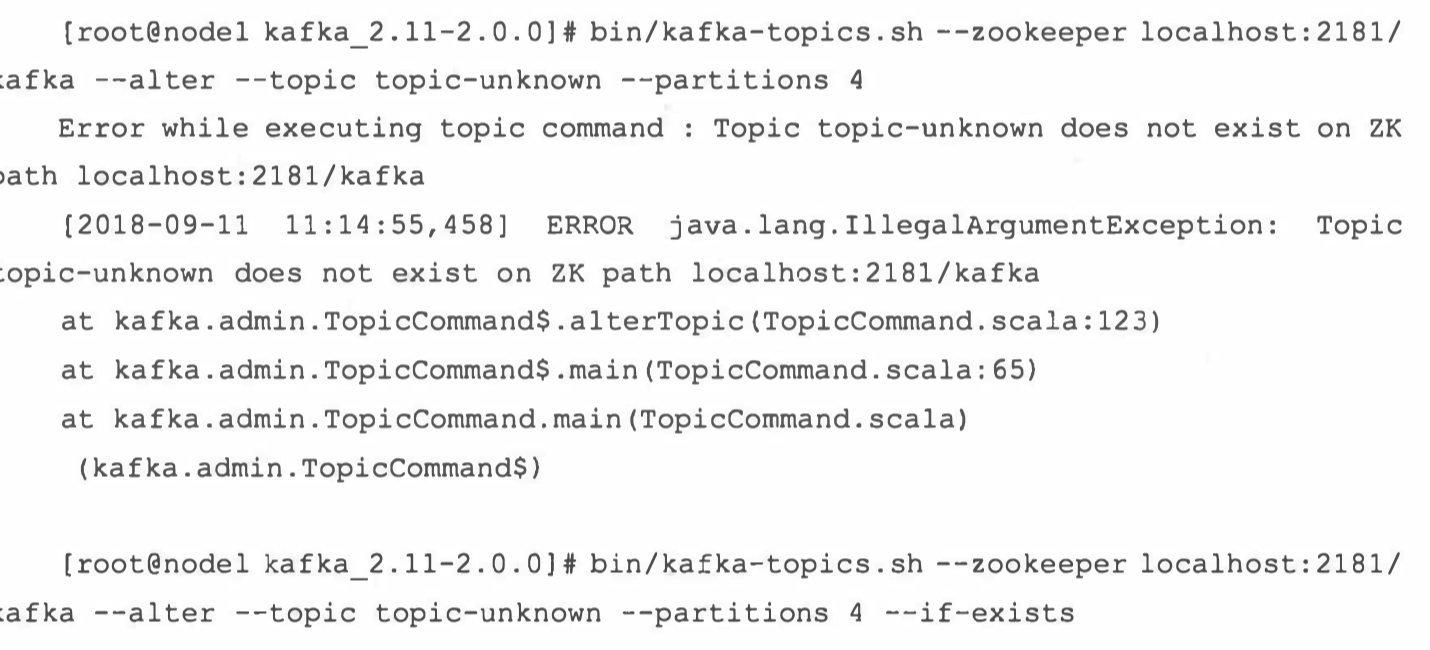 [root@node1 kafka_2.11-2.0.0]# bin/kafka-topics.sh --zookeeper localhost:2181/
kafka --alter --topic topic-unknown --partitions 4
Error while executing topic command : Topic topic-unknown does not exist on ZK
path localhost:2181/kafka
[2018-09-11 11:14:55,458] ERROR java.lang.IllegalArgumentException: Topic
topic-unknown does not exist on ZK path localhost:2181/kafka
at kafka.admin.TopicCommand$.alterTopic(TopicCommand.scala:123)
at kafka.admin.TopicCommand$.main(TopicCommand.scala:65)
at kafka.admin.TopicCommand.main(TopicCommand.scala)
(kafka.admin.TopicCommand$)
[root@node1 kafka_2.11-2.0.0]# bin/kafka-topics.sh --zookeeper localhost:2181/
kafka --alter --topic topic-unknown --partitions 4 --if-exists